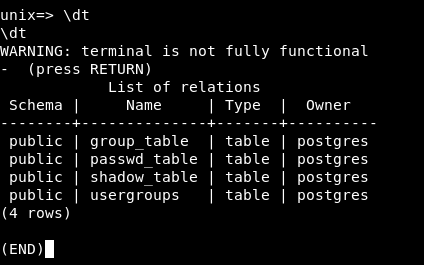 unix=> \dt
\dt
WARNING: terminal is not fully functional
-  (press RETURN)
            List of relations
 Schema |     Name     | Type  |  Owner
--------+--------------+-------+----------
 public | group_table  | table | postgres
 public | passwd_table | table | postgres
 public | shadow_table | table | postgres
 public | usergroups   | table | postgres
(4 rows)

(END)